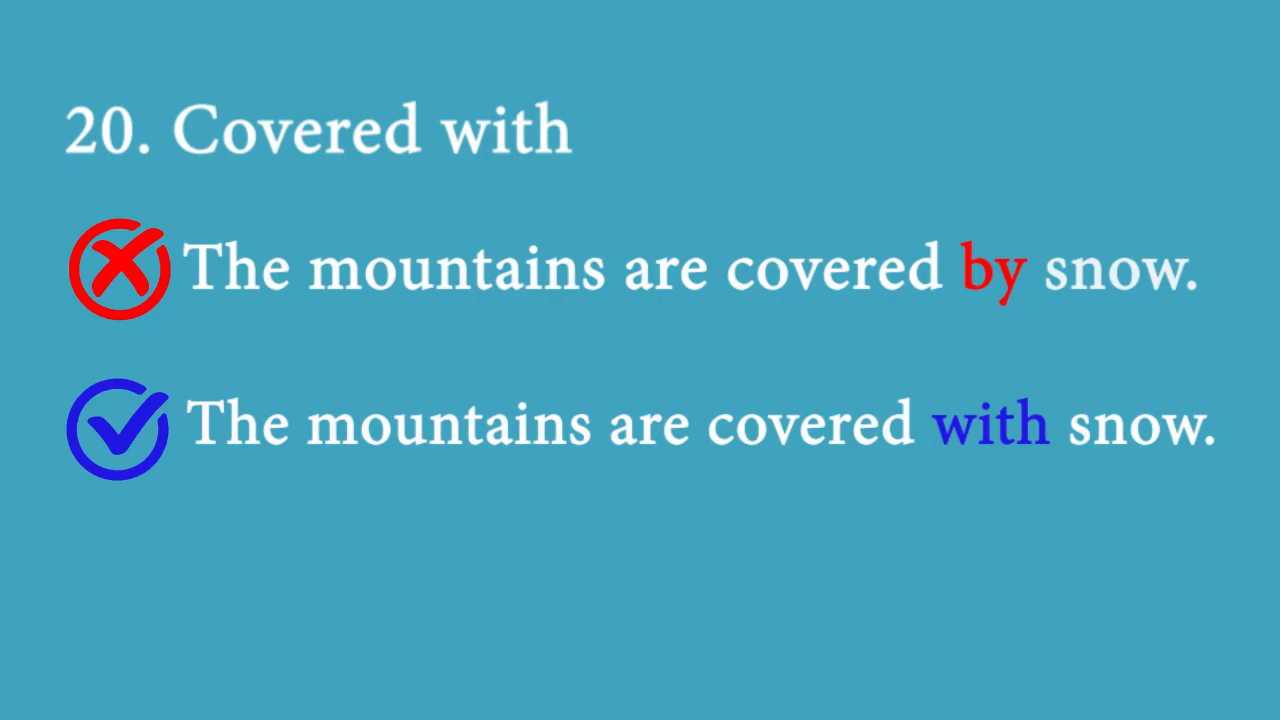 20. Covered with
The mountains are covered by snow.
The mountains are covered with snow.